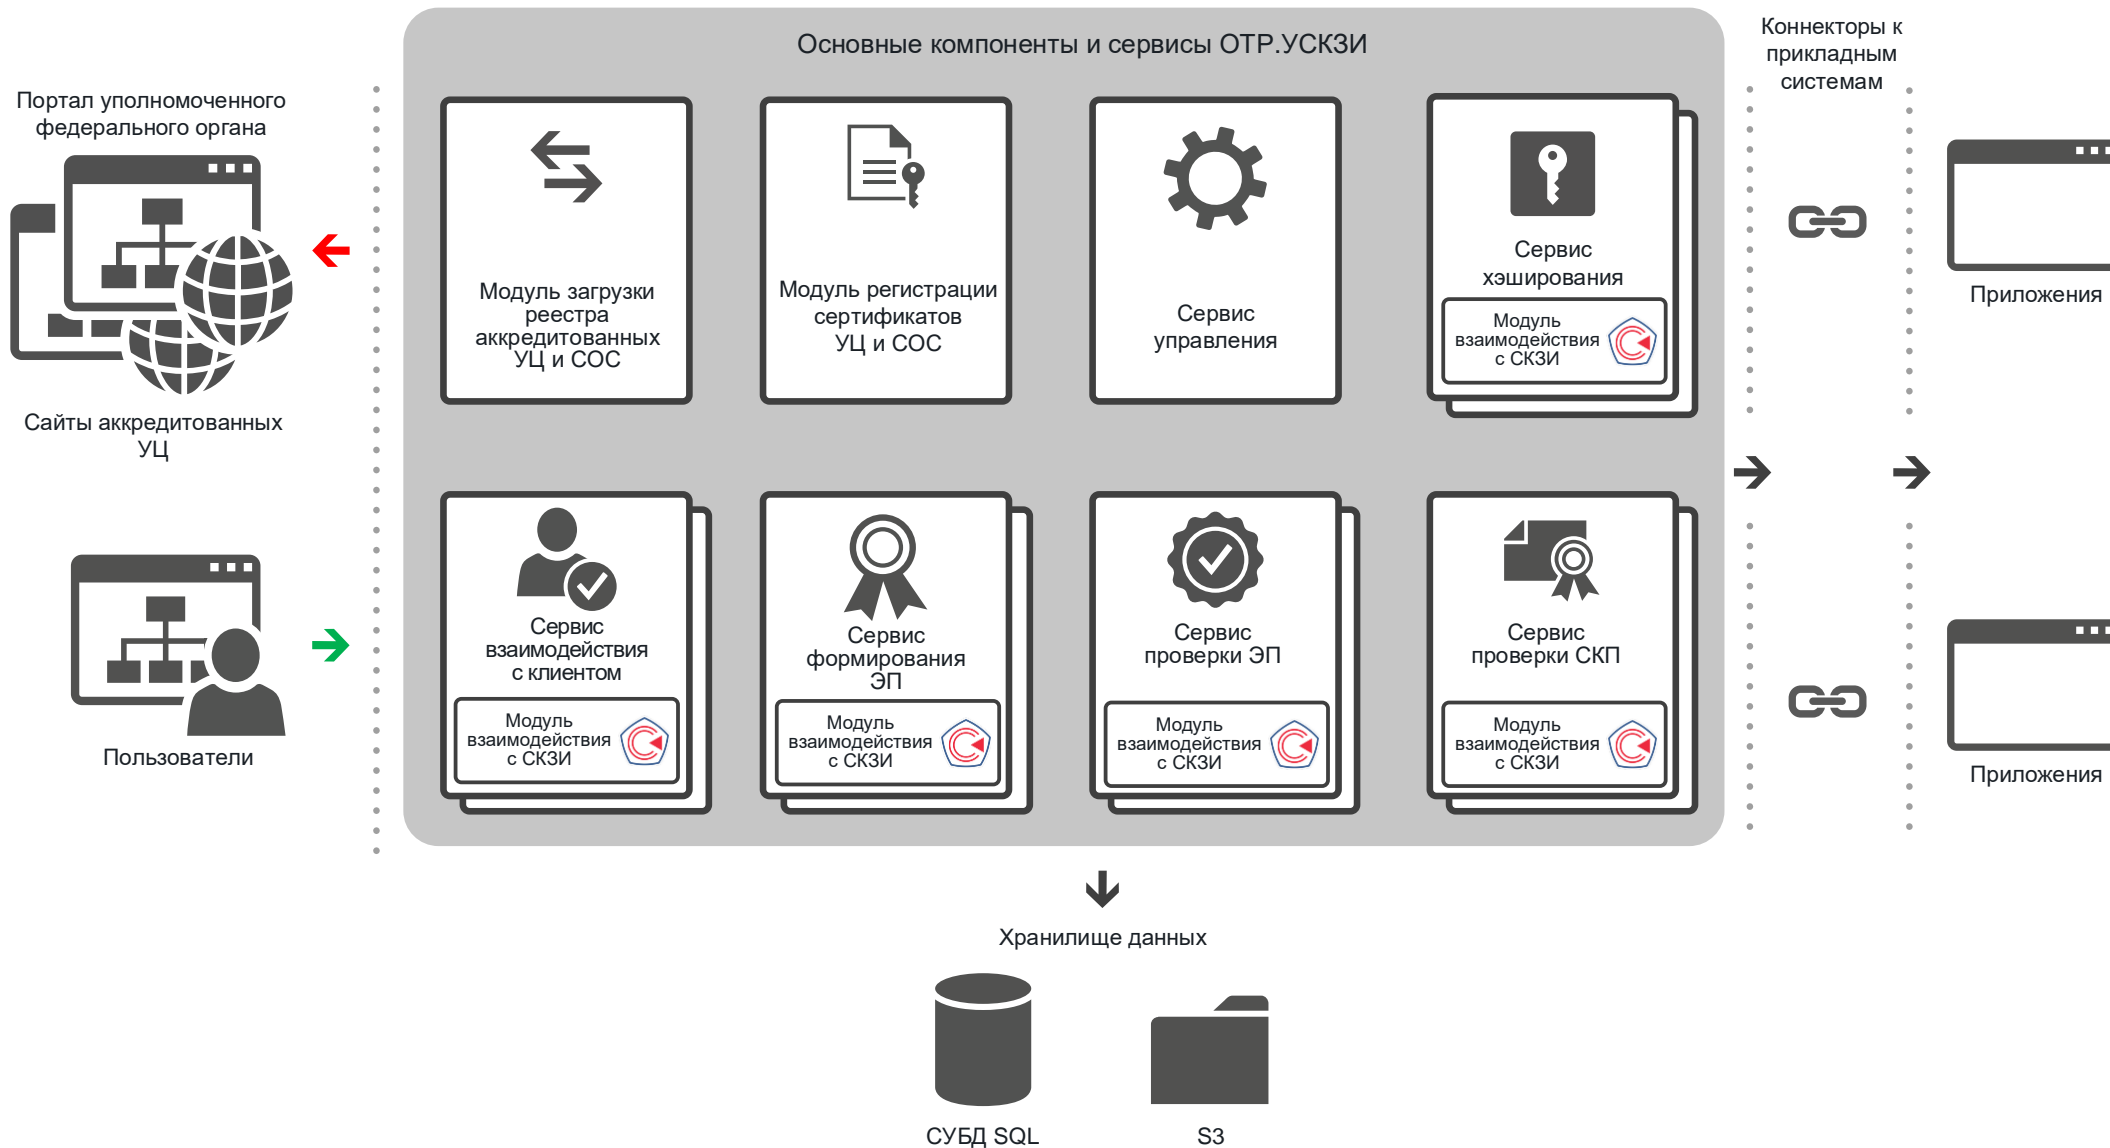 Основные компоненты и сервисы ОТР.УСКЗИ
Коннекторы к
прикладным
системам
Портал уполномоченного
федерального органа
Сайты аккредитованных
УЦ
Модуль загрузки
реестра
аккредитованных
УЦ и СОС
Модуль регистрации
сертификатов
УЦ и СОС
Сервис
управления
Сервис
хэширования
Модуль
взаимодействия
с СКЗИ
Приложения
Пользователи
Сервис
взаимодействия
с клиентом
Модуль
взаимодействия
с СКЗИ
Сервис
формирования
ЭП
Модуль
взаимодействия
с СКЗИ
Сервис
проверки ЭП
Модуль
взаимодействия
с СКЗИ
Сервис
проверки СКП
Модуль
взаимодействия
с СКЗИ
Приложения
Хранилище данных
СУБД SQL
S3